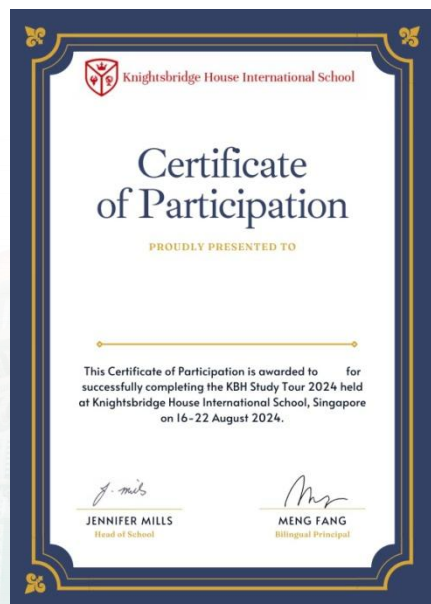 Knightsbridge House International School
Certificate
of Participation
PROUDLY PRESENTED TO
This Certificate of Participation is awarded to for
successfully completing the KBH Study Tour 2024 held
at Knightsbridge House International School, Singapore
on 16-22 August 2024.
J. mills
JENNIFER MILLS
Head of School
MENG FANG
Bilingual Principal